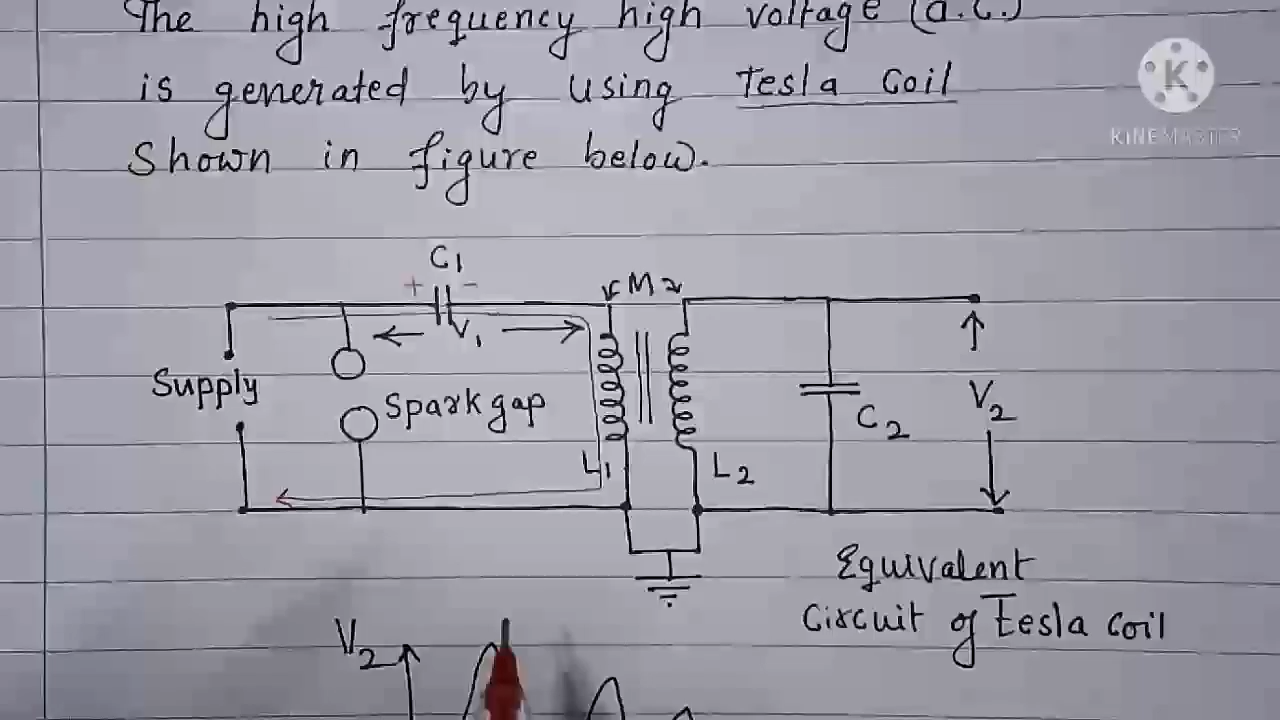 The high frequency high voltage (a.c.)
is generated by using Tesla Coil
Shown in figure below.
K
KINEMASTER
C1
+ -
M
V1
Supply
Spark gap
L1
L2
C2
V2
Equivalent
Circuit of Tesla coil
V2